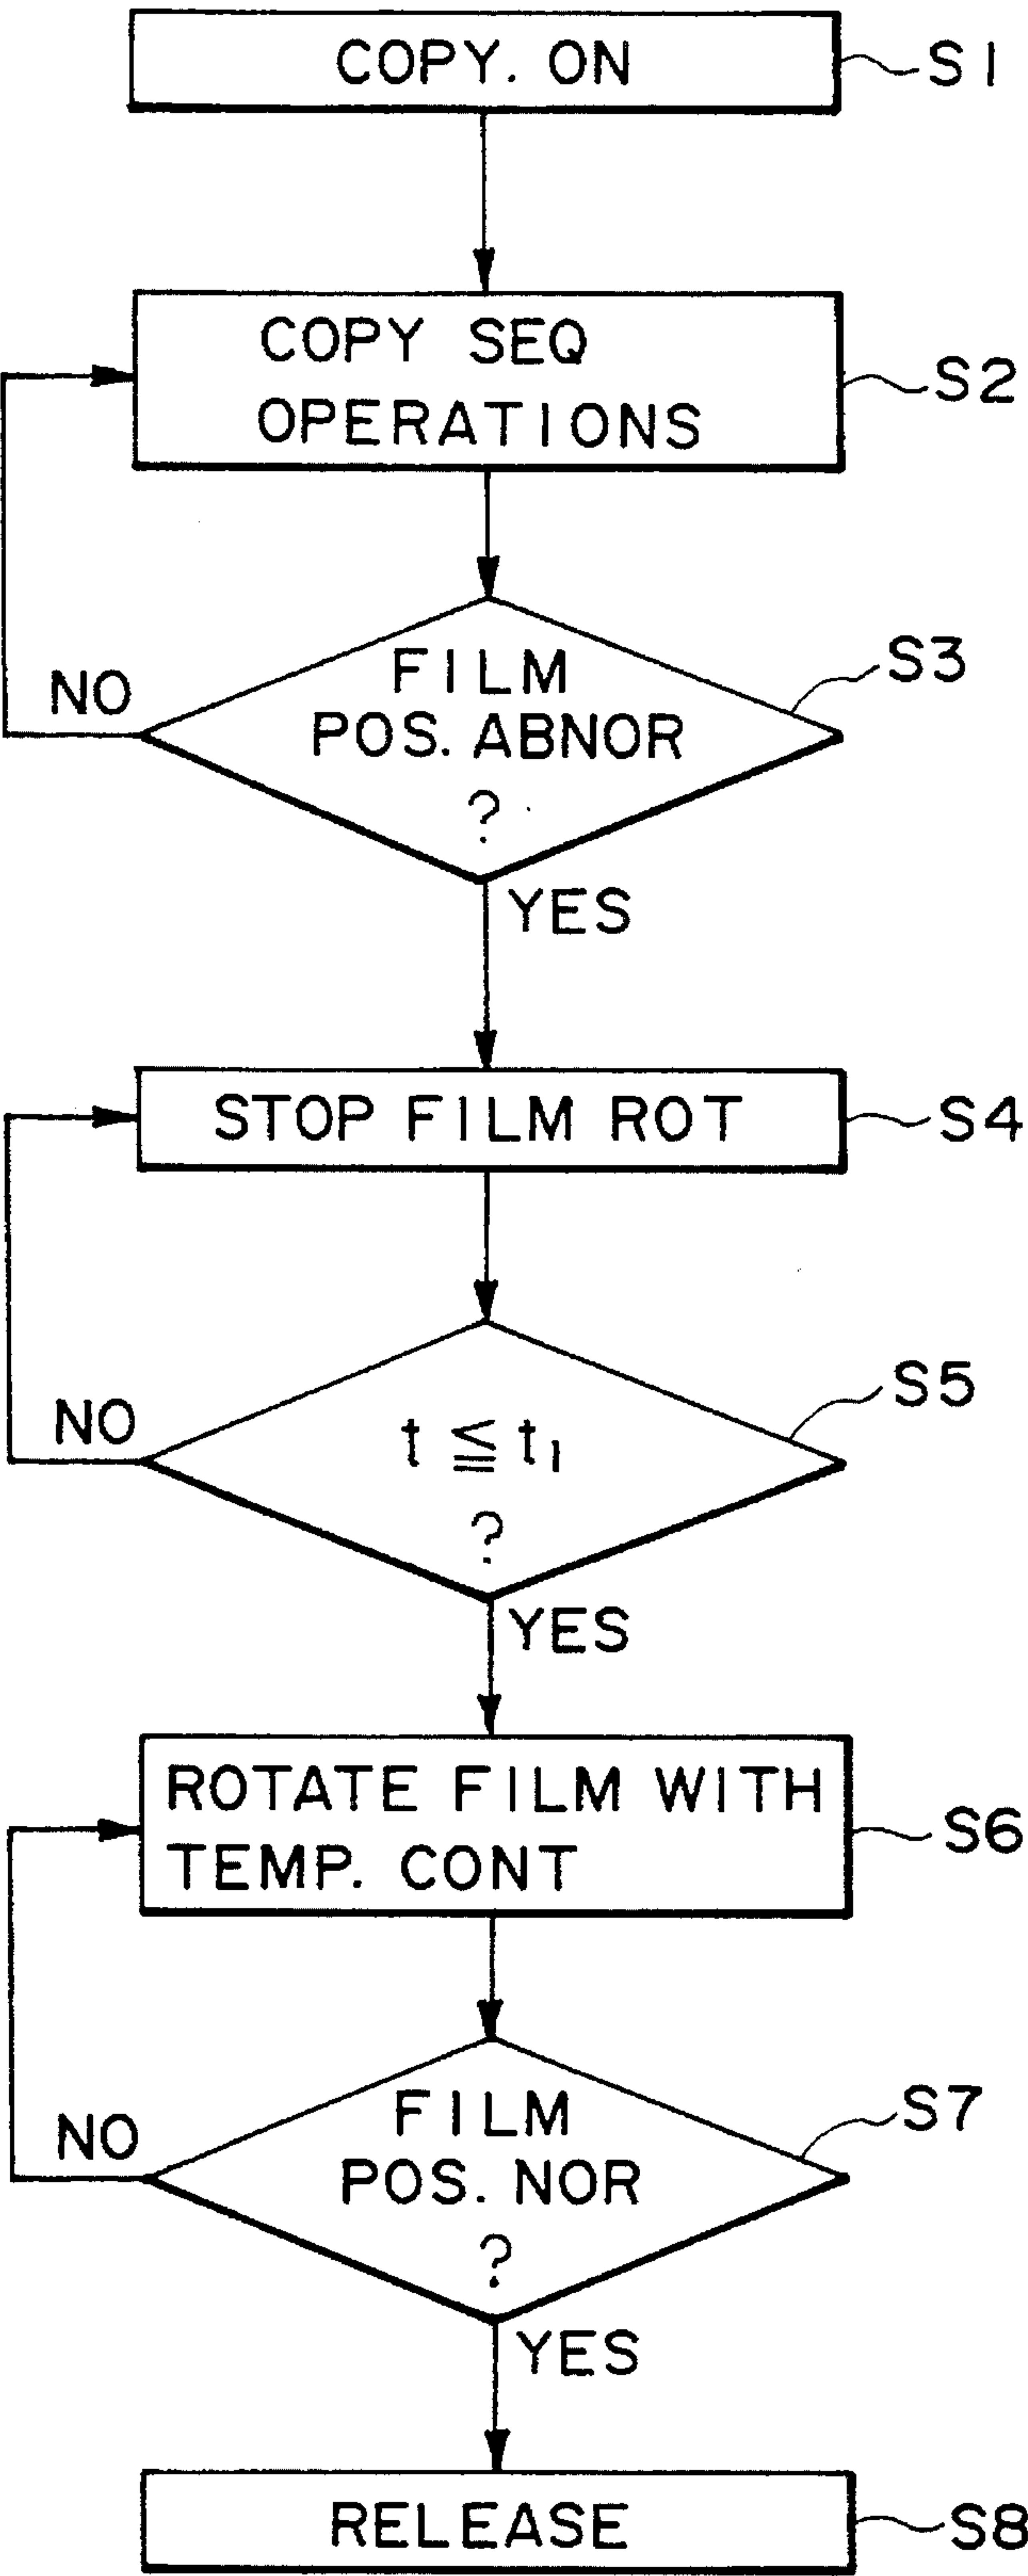 COPY. ON
S1
COPY SEQ
OPERATIONS
S2
FILM
POS. ABNOR
?
S3
NO
YES
STOP FILM ROT
S4
t ≦ t₁
?
S5
NO
YES
ROTATE FILM WITH
TEMP. CONT
S6
FILM
POS. NOR
?
S7
NO
YES
RELEASE
S8